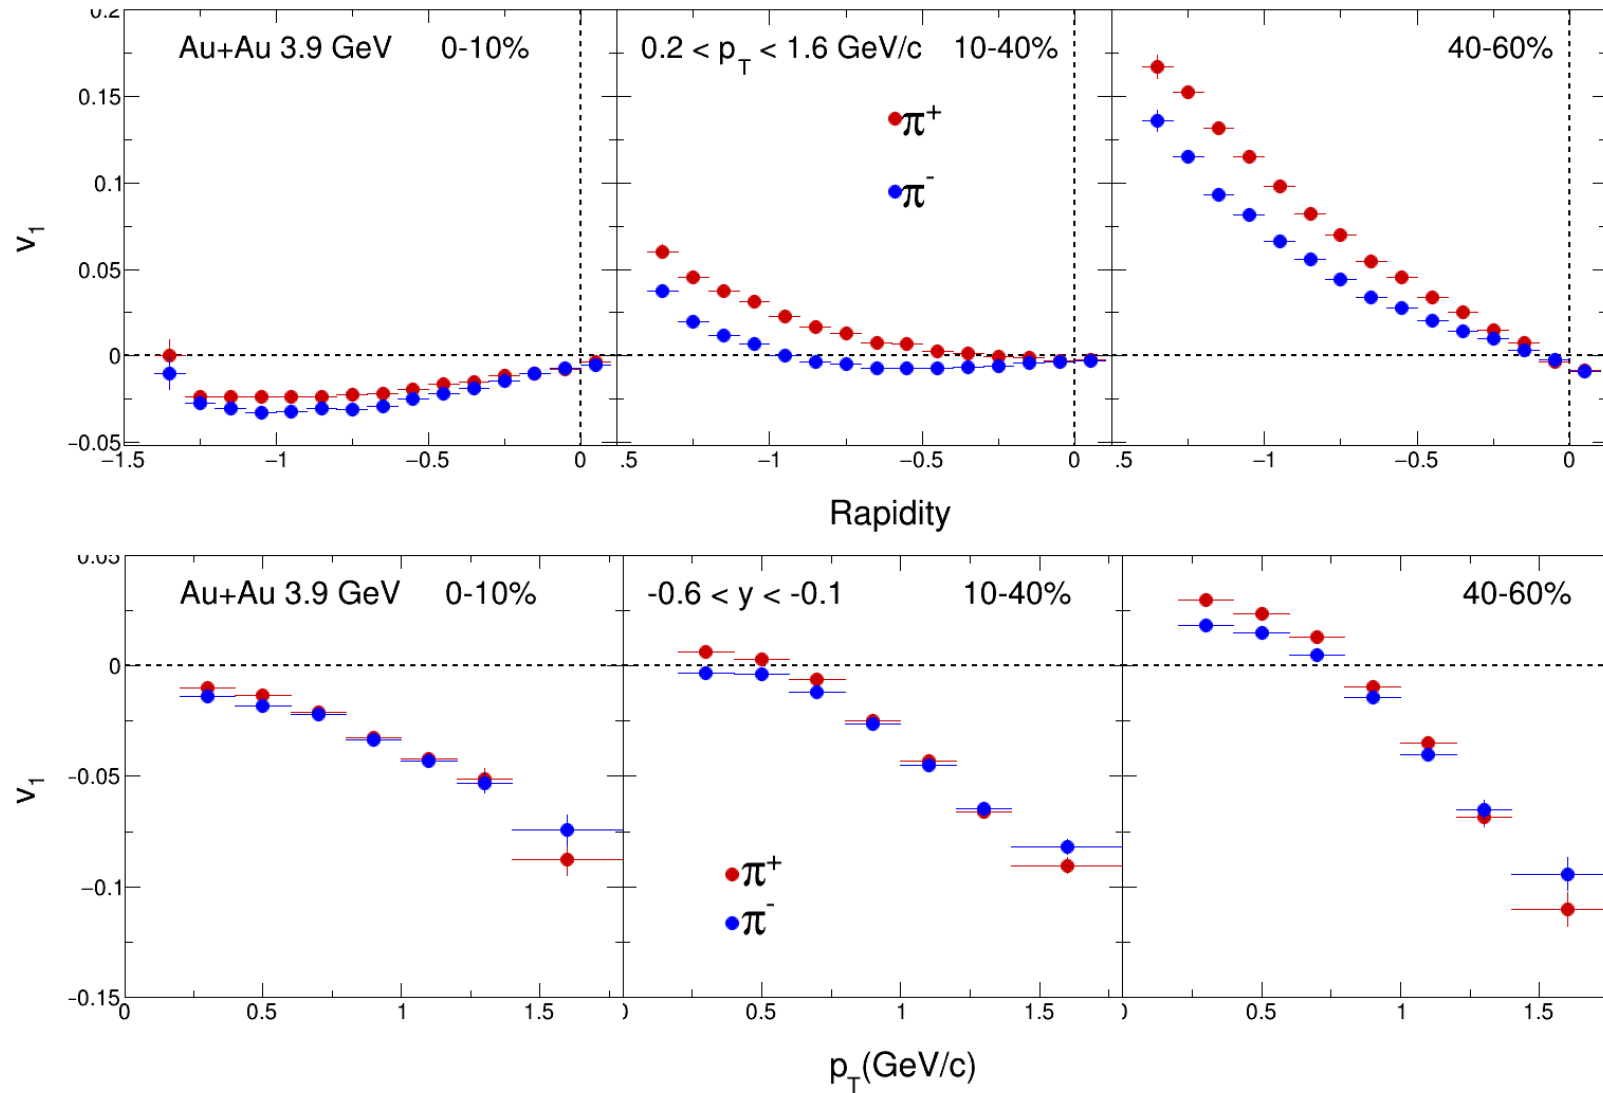 0.2
Au+Au 3.9 GeV 0-10% 0.2 < pT < 1.6 GeV/c 10-40% 40-60%
0.15
π+
0.1
π-
v1
0.05
0
−0.05
−1.5 −1 −0.5 0 .5 −1 −0.5 0 .5 −1 −0.5 0
Rapidity
0.05
Au+Au 3.9 GeV 0-10% -0.6 < y < -0.1 10-40% 40-60%
0
−0.05
v1
π+
−0.1
π-
−0.15
0 0.5 1 1.5 0 0.5 1 1.5 0 0.5 1 1.5
pT(GeV/c)